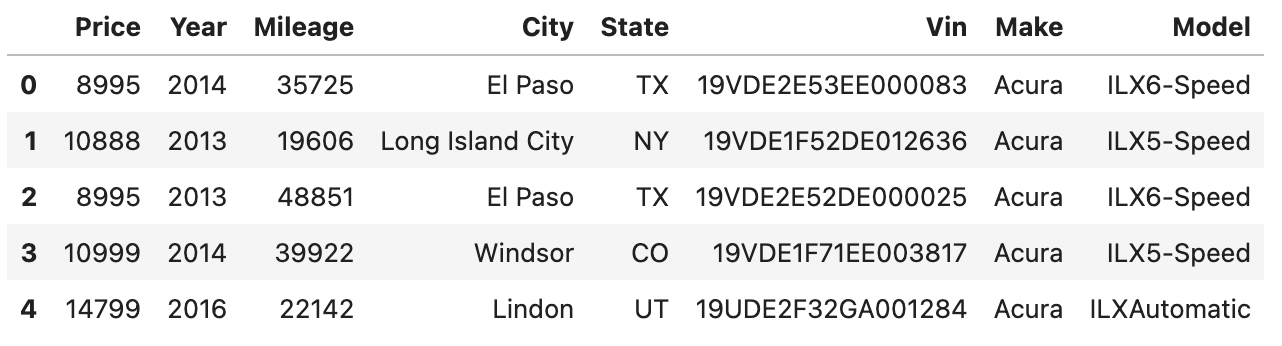 Price Year Mileage City State Vin Make Model
0 8995 2014 35725 El Paso TX 19VDE2E53EE000083 Acura ILX6-Speed
1 10888 2013 19606 Long Island City NY 19VDE1F52DE012636 Acura ILX5-Speed
2 8995 2013 48851 El Paso TX 19VDE2E52DE000025 Acura ILX6-Speed
3 10999 2014 39922 Windsor CO 19VDE1F71EE003817 Acura ILX5-Speed
4 14799 2016 22142 Lindon UT 19UDE2F32GA001284 Acura ILXAutomatic